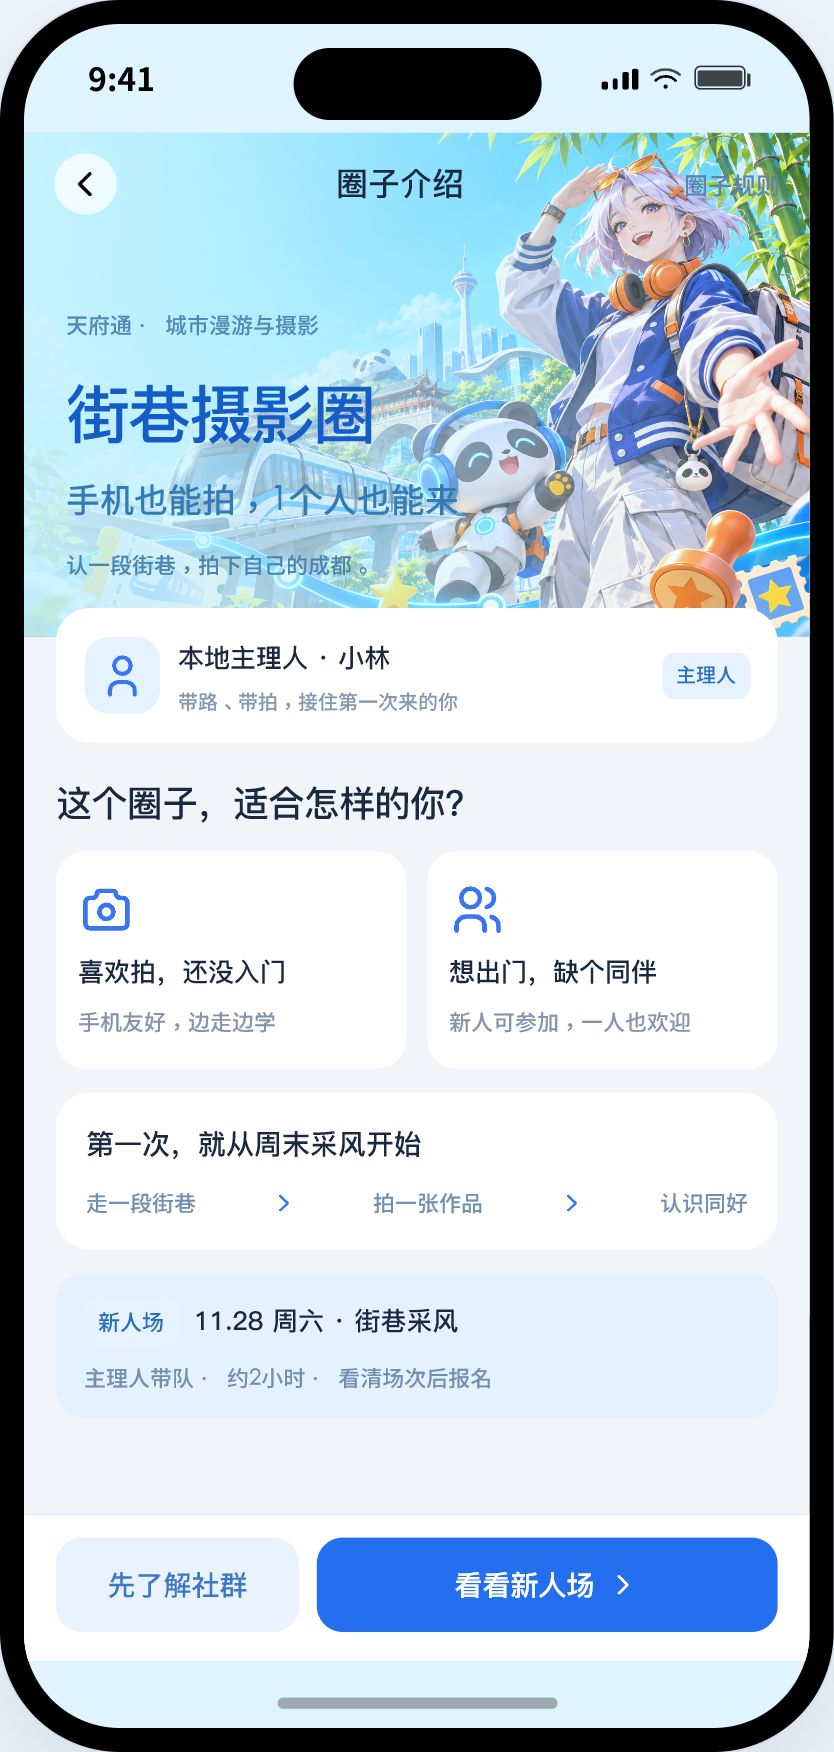 9:41
圈子介绍
圈子规则
天府通 · 城市漫游与摄影
街巷摄影圈
手机也能拍，1个人也能来
认一段街巷，拍下自己的成都。
本地主理人 · 小林
主理人
带路、带拍，接住第一次来的你
这个圈子，适合怎样的你？
喜欢拍，还没入门
手机友好，边走边学
想出门，缺个同伴
新人可参加，一人也欢迎
第一次，就从周末采风开始
走一段街巷 > 拍一张作品 > 认识同好
新人场 11.28 周六 · 街巷采风
主理人带队 · 约2小时 · 看清场次后报名
先了解社群
看看新人场 >